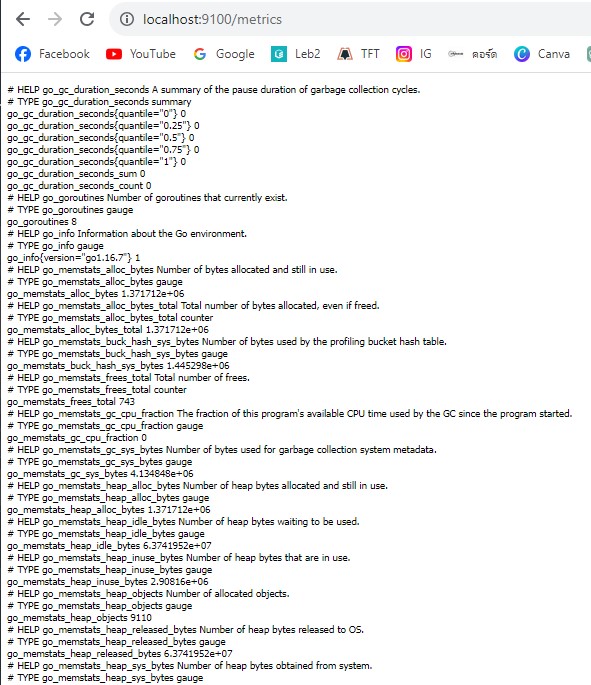 localhost:9100/metrics
Facebook YouTube Google Leb2 TFT IG คอร์ด Canva
# HELP go_gc_duration_seconds A summary of the pause duration of garbage collection cycles.
# TYPE go_gc_duration_seconds summary
go_gc_duration_seconds{quantile="0"} 0
go_gc_duration_seconds{quantile="0.25"} 0
go_gc_duration_seconds{quantile="0.5"} 0
go_gc_duration_seconds{quantile="0.75"} 0
go_gc_duration_seconds{quantile="1"} 0
go_gc_duration_seconds_sum 0
go_gc_duration_seconds_count 0
# HELP go_goroutines Number of goroutines that currently exist.
# TYPE go_goroutines gauge
go_goroutines 8
# HELP go_info Information about the Go environment.
# TYPE go_info gauge
go_info{version="go1.16.7"} 1
# HELP go_memstats_alloc_bytes Number of bytes allocated and still in use.
# TYPE go_memstats_alloc_bytes gauge
go_memstats_alloc_bytes 1.371712e+06
# HELP go_memstats_alloc_bytes_total Total number of bytes allocated, even if freed.
# TYPE go_memstats_alloc_bytes_total counter
go_memstats_alloc_bytes_total 1.371712e+06
# HELP go_memstats_buck_hash_sys_bytes Number of bytes used by the profiling bucket hash table.
# TYPE go_memstats_buck_hash_sys_bytes gauge
go_memstats_buck_hash_sys_bytes 1.445298e+06
# HELP go_memstats_frees_total Total number of frees.
# TYPE go_memstats_frees_total counter
go_memstats_frees_total 743
# HELP go_memstats_gc_cpu_fraction The fraction of this program's available CPU time used by the GC since the program started.
# TYPE go_memstats_gc_cpu_fraction gauge
go_memstats_gc_cpu_fraction 0
# HELP go_memstats_gc_sys_bytes Number of bytes used for garbage collection system metadata.
# TYPE go_memstats_gc_sys_bytes gauge
go_memstats_gc_sys_bytes 4.134848e+06
# HELP go_memstats_heap_alloc_bytes Number of heap bytes allocated and still in use.
# TYPE go_memstats_heap_alloc_bytes gauge
go_memstats_heap_alloc_bytes 1.371712e+06
# HELP go_memstats_heap_idle_bytes Number of heap bytes waiting to be used.
# TYPE go_memstats_heap_idle_bytes gauge
go_memstats_heap_idle_bytes 6.3741952e+07
# HELP go_memstats_heap_inuse_bytes Number of heap bytes that are in use.
# TYPE go_memstats_heap_inuse_bytes gauge
go_memstats_heap_inuse_bytes 2.90816e+06
# HELP go_memstats_heap_objects Number of allocated objects.
# TYPE go_memstats_heap_objects gauge
go_memstats_heap_objects 9110
# HELP go_memstats_heap_released_bytes Number of heap bytes released to OS.
# TYPE go_memstats_heap_released_bytes gauge
go_memstats_heap_released_bytes 6.3741952e+07
# HELP go_memstats_heap_sys_bytes Number of heap bytes obtained from system.
# TYPE go_memstats_heap_sys_bytes gauge